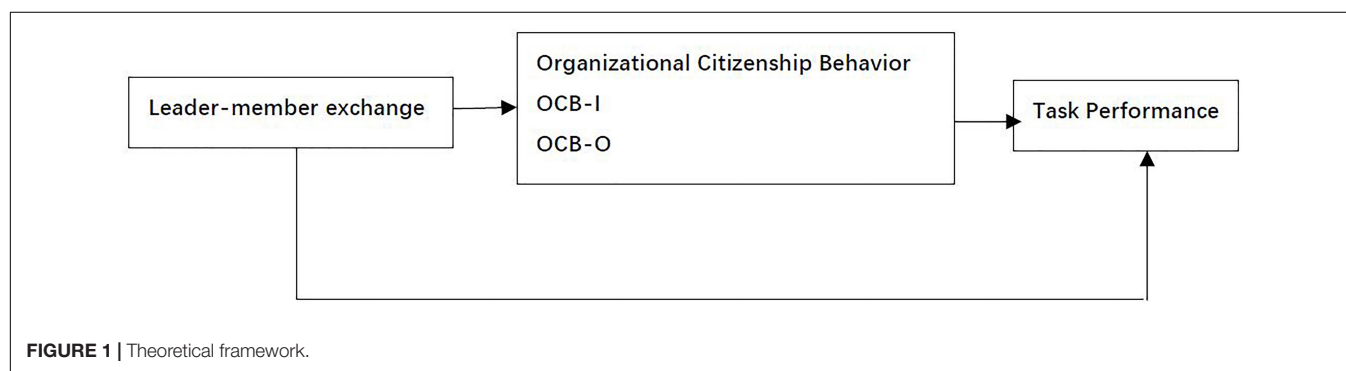 Leader-member exchange
Organizational Citizenship Behavior
OCB-I
OCB-O
Task Performance
FIGURE 1 | Theoretical framework.